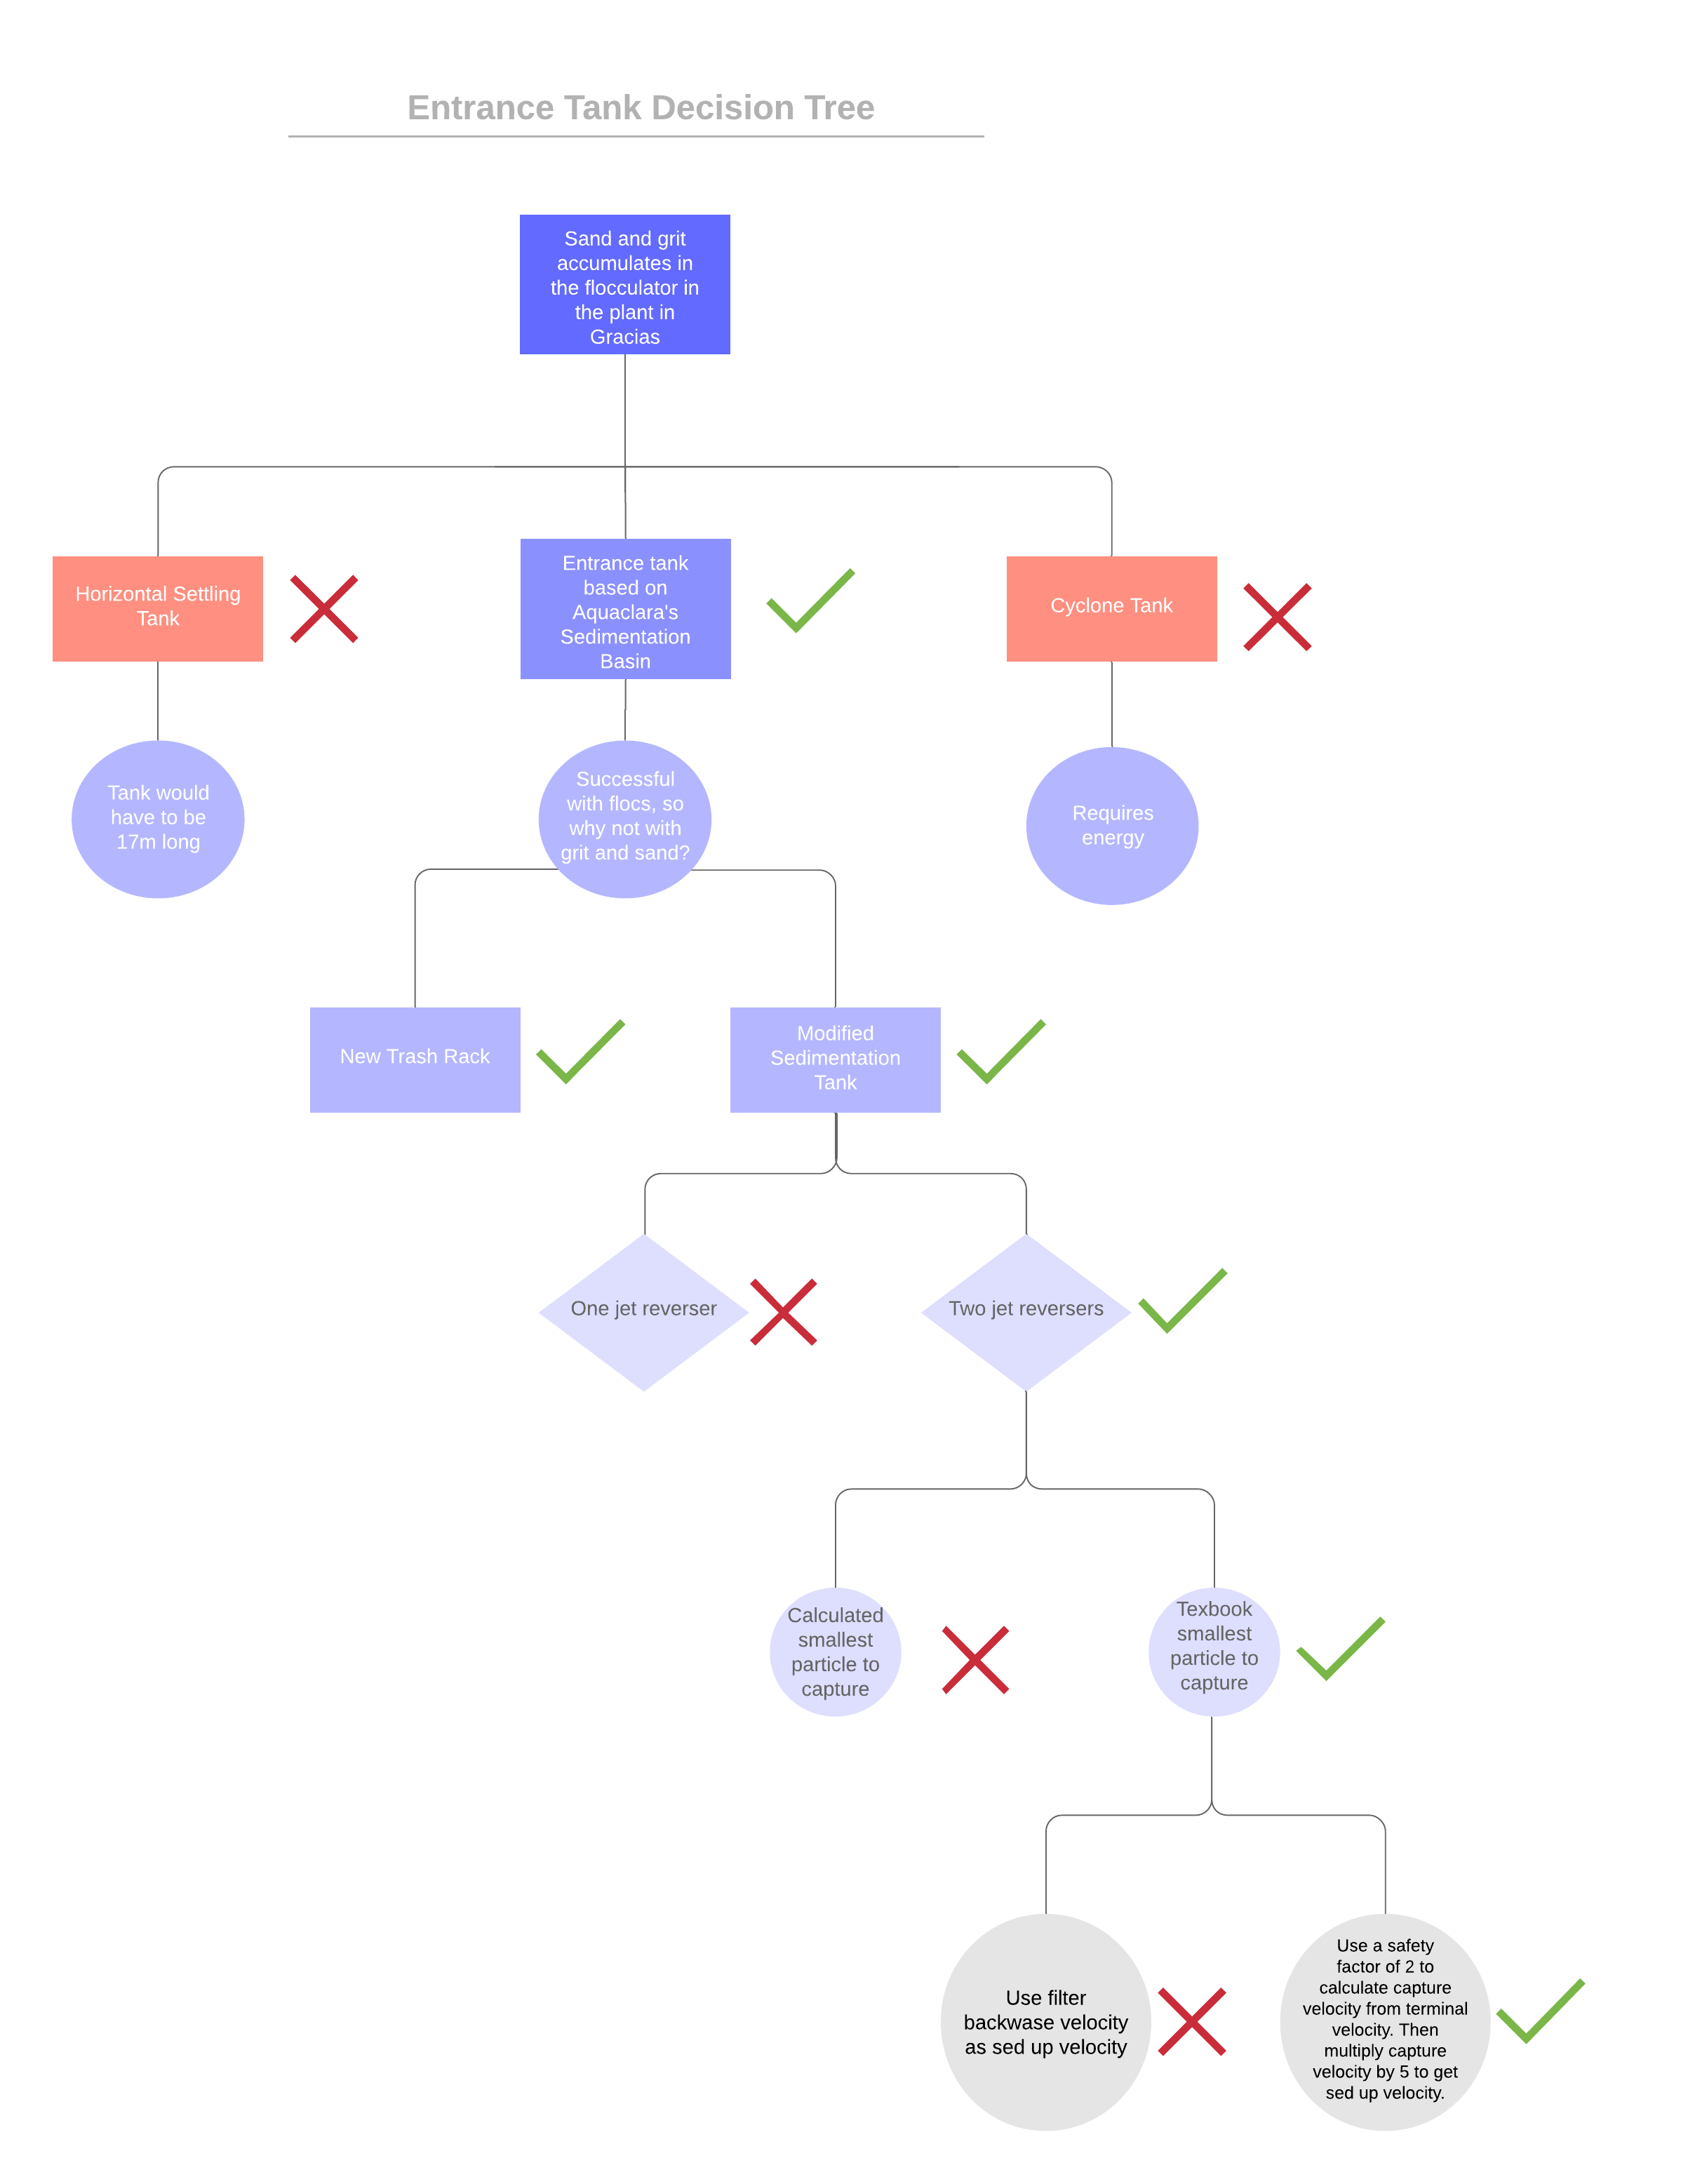 Entrance Tank Decision Tree
Sand and grit
accumulates in
the flocculator in
the plant in
Gracias
Horizontal Settling
Tank
Entrance tank
based on
Aquaclara's
Sedimentation
Basin
Cyclone Tank
Tank would
have to be
17m long
Successful
with flocs, so
why not with
grit and sand?
Requires
energy
New Trash Rack
Modified
Sedimentation
Tank
One jet reverser
Two jet reversers
Calculated
smallest
particle to
capture
Texbook
smallest
particle to
capture
Use filter
backwase velocity
as sed up velocity
Use a safety
factor of 2 to
calculate capture
velocity from terminal
velocity. Then
multiply capture
velocity by 5 to get
sed up velocity.